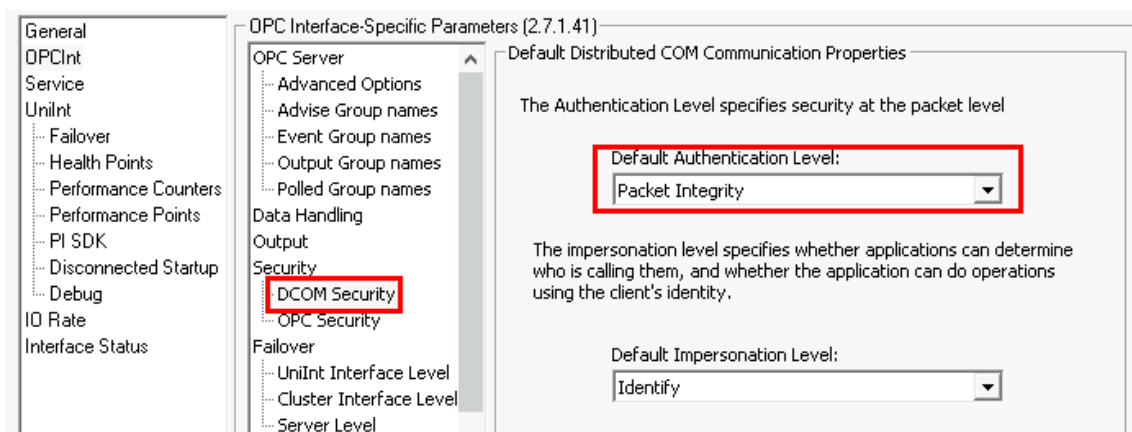 General
OPCInt
Service
UniInt
Failover
Health Points
Performance Counters
Performance Points
PI SDK
Disconnected Startup
Debug
IO Rate
Interface Status
OPC Interface-Specific Parameters (2.7.1.41)
OPC Server
Advanced Options
Advise Group names
Event Group names
Output Group names
Polled Group names
Data Handling
Output
Security
DCOM Security
OPC Security
Failover
UniInt Interface Level
Cluster Interface Level
Server Level
Default Distributed COM Communication Properties
The Authentication Level specifies security at the packet level
Default Authentication Level:
Packet Integrity
The impersonation level specifies whether applications can determine
who is calling them, and whether the application can do operations
using the client's identity.
Default Impersonation Level:
Identify